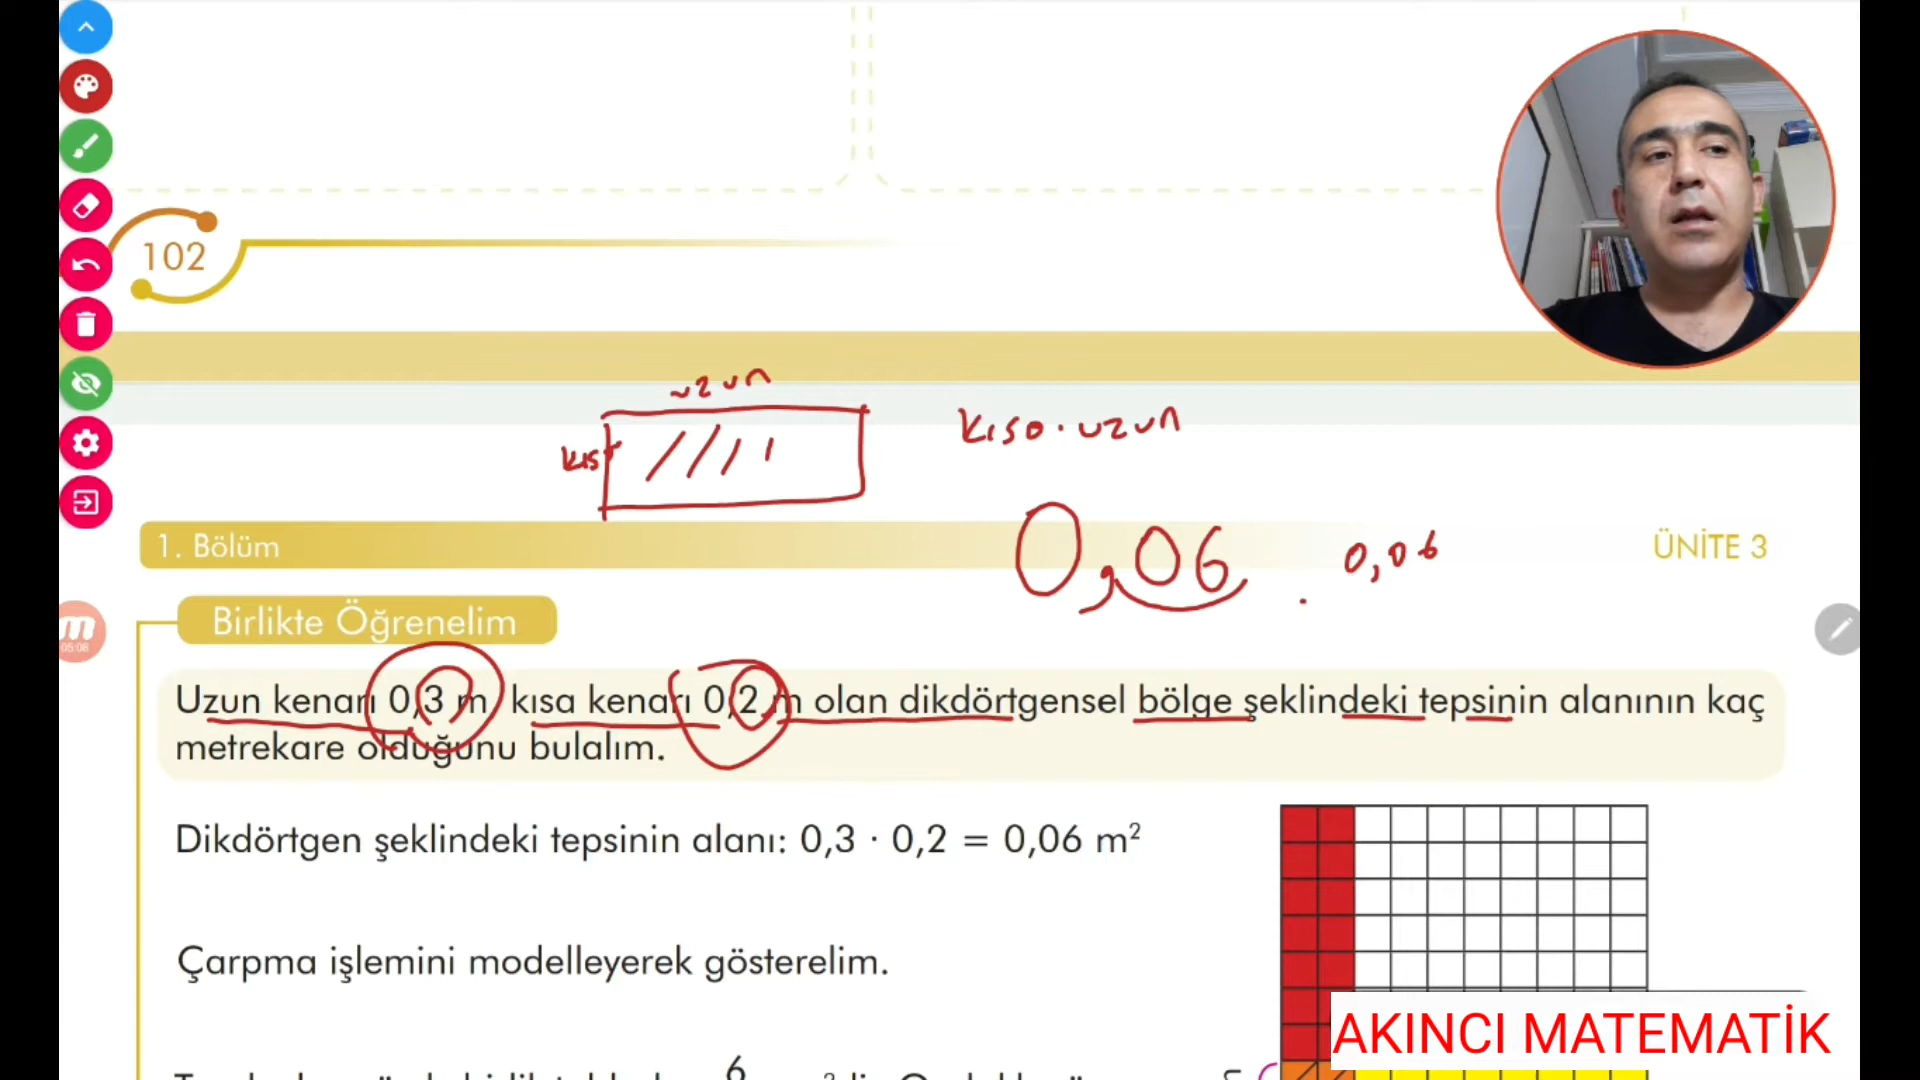 102
uzun
kısa
kısa · uzun
0,06
0,06
1. Bölüm
ÜNİTE 3
m
05:08
Birlikte Öğrenelim
Uzun kenarı 0,3 m kısa kenarı 0,2 m olan dikdörtgensel bölge şeklindeki tepsinin alanının kaç
metrekare olduğunu bulalım.
Dikdörtgen şeklindeki tepsinin alanı: 0,3 · 0,2 = 0,06 m²
Çarpma işlemini modelleyerek gösterelim.
AKINCI MATEMATİK